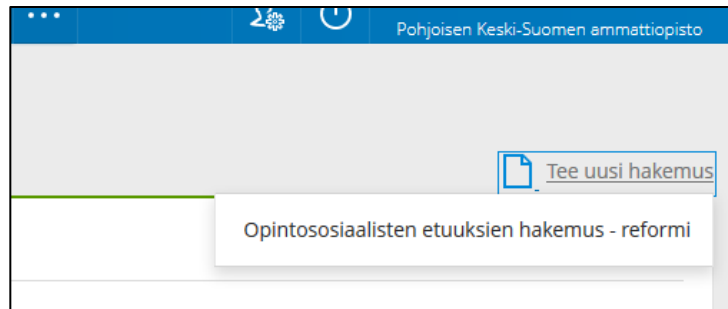 Pohjoisen Keski-Suomen ammattiopisto
Tee uusi hakemus
Opintososiaalisten etuuksien hakemus - reformi